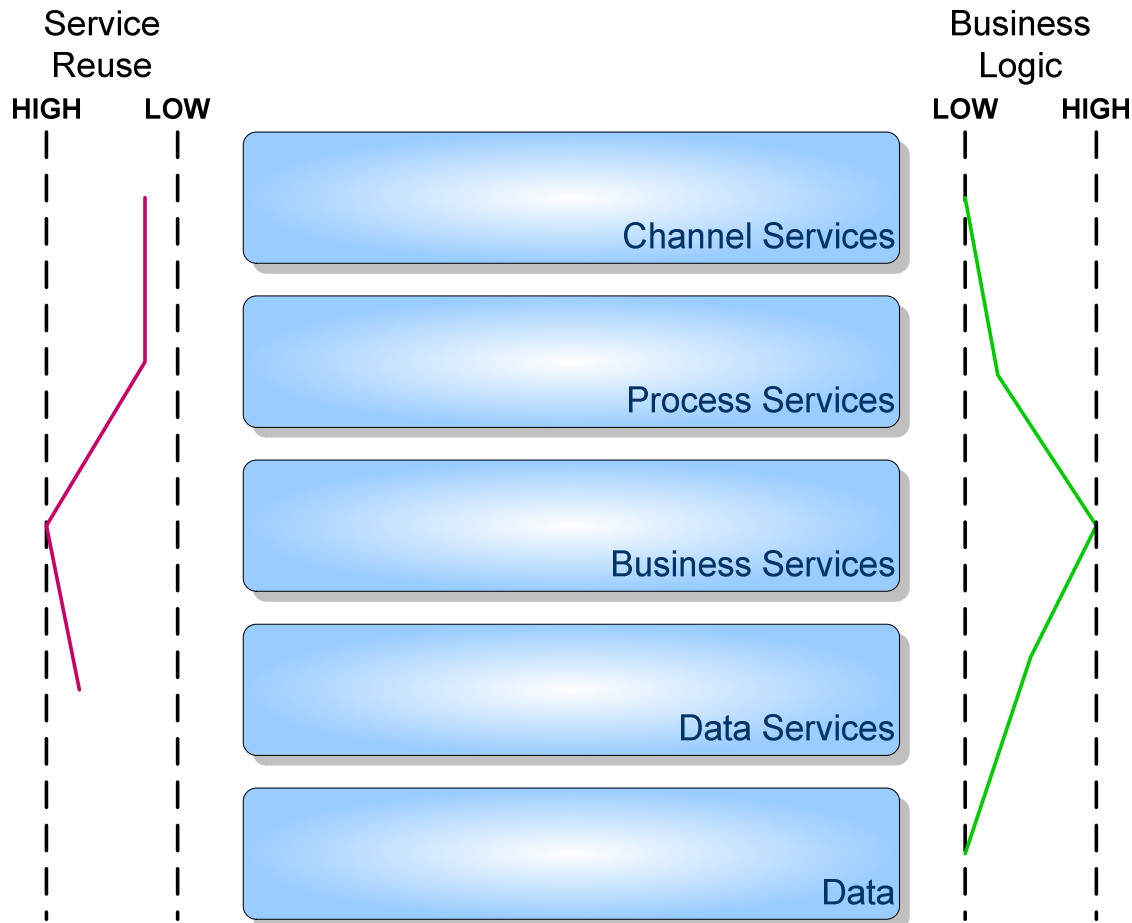 Service
Reuse
HIGH LOW
Business
Logic
LOW HIGH
Channel Services
Process Services
Business Services
Data Services
Data